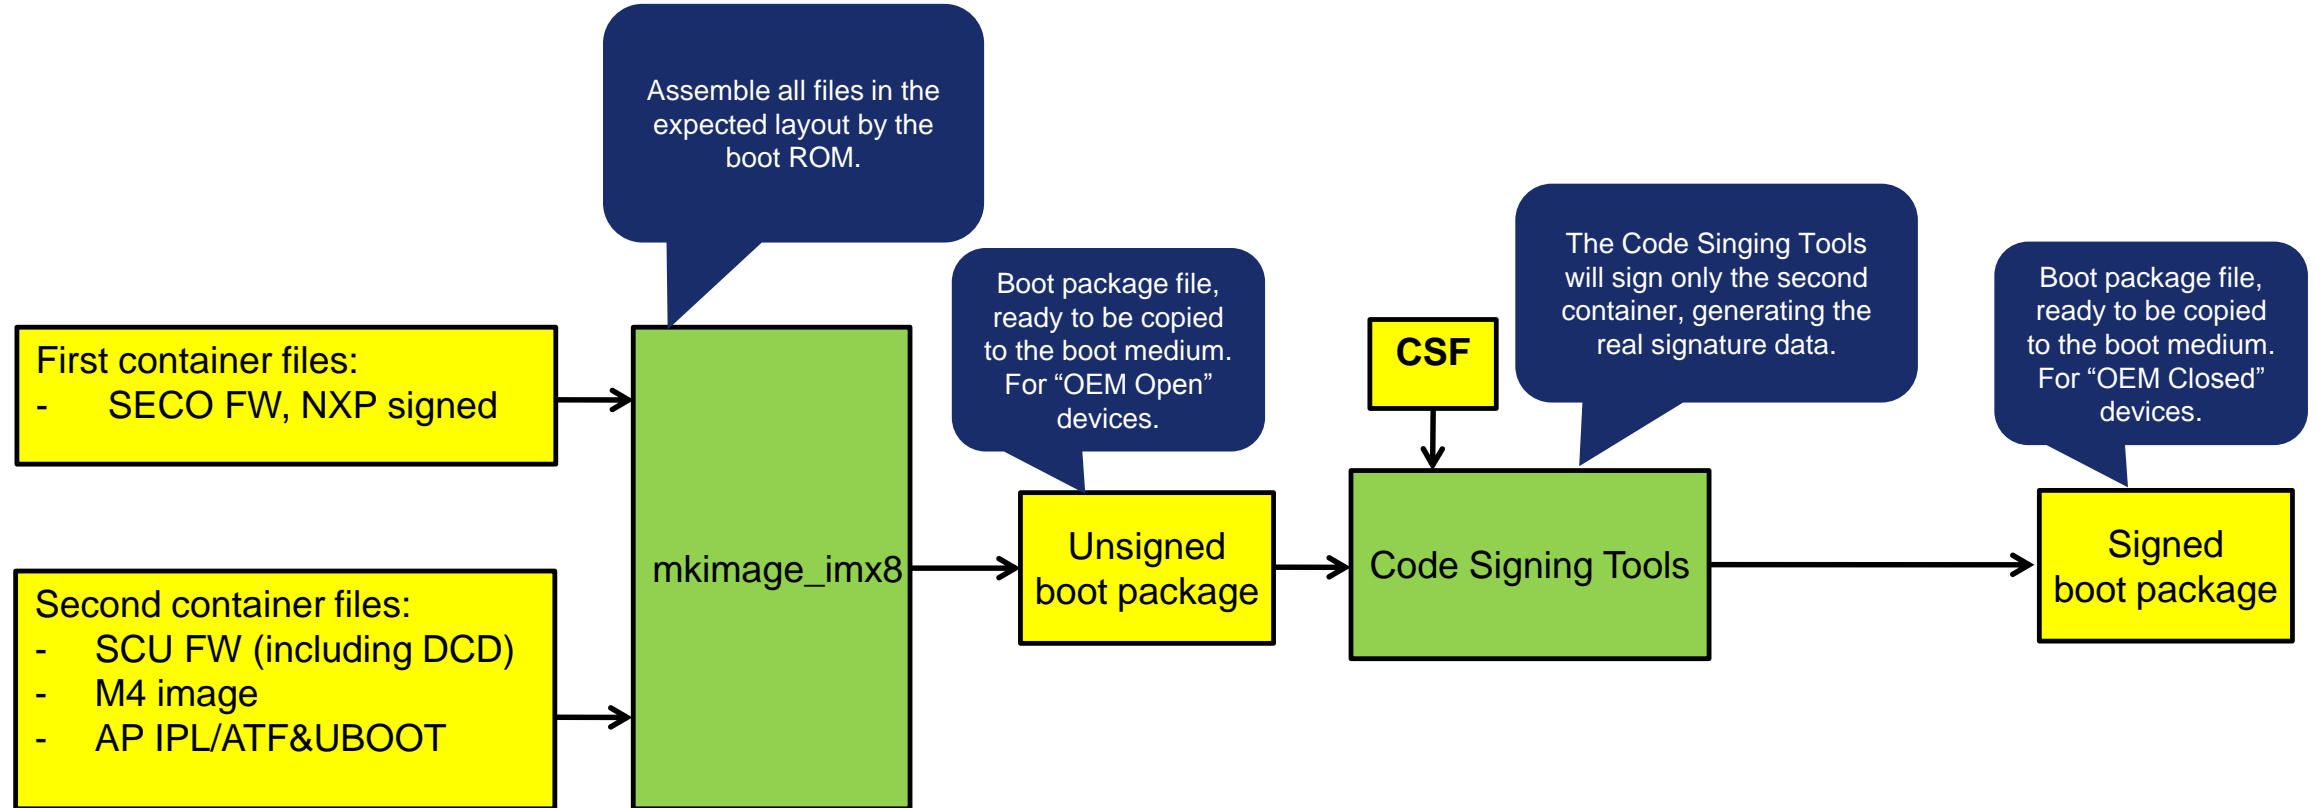 Assemble all files in the
expected layout by the
boot ROM.
First container files:
- SECO FW, NXP signed
Second container files:
- SCU FW (including DCD)
- M4 image
- AP IPL/ATF&UBOOT
mkimage_imx8
Boot package file,
ready to be copied
to the boot medium.
For “OEM Open”
devices.
Unsigned
boot package
CSF
The Code Singing Tools
will sign only the second
container, generating the
real signature data.
Code Signing Tools
Boot package file,
ready to be copied
to the boot medium.
For “OEM Closed”
devices.
Signed
boot package